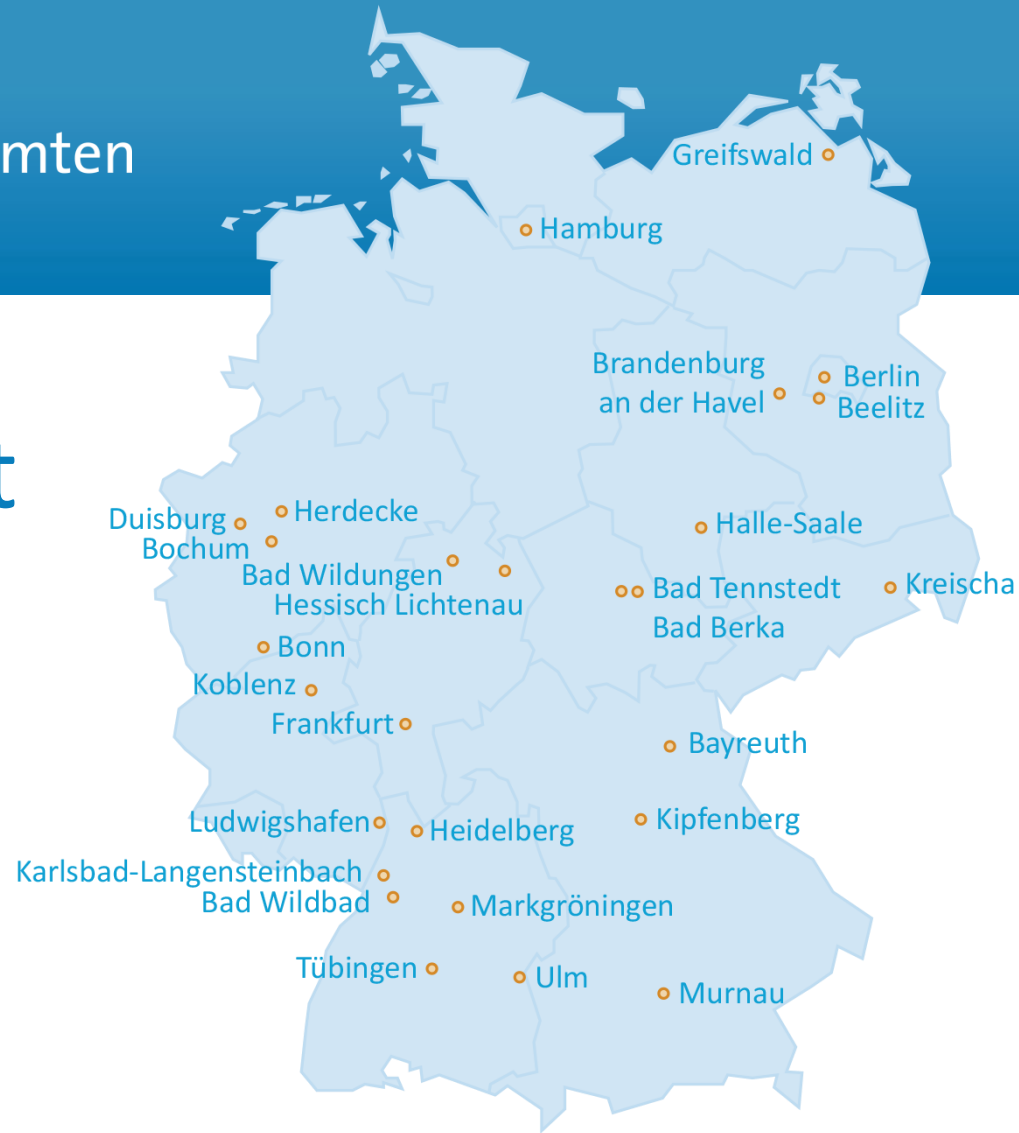 mten
Greifswald
Hamburg
Brandenburg
an der Havel
Berlin
Beelitz
t
Duisburg
Herdecke
Bochum
Halle-Saale
Bad Wildungen
Hessisch Lichtenau
Bad Tennstedt
Bad Berka
Kreischa
Bonn
Koblenz
Frankfurt
Bayreuth
Ludwigshafen
Heidelberg
Kipfenberg
Karlsbad-Langensteinbach
Bad Wildbad
Markgröningen
Tübingen
Ulm
Murnau